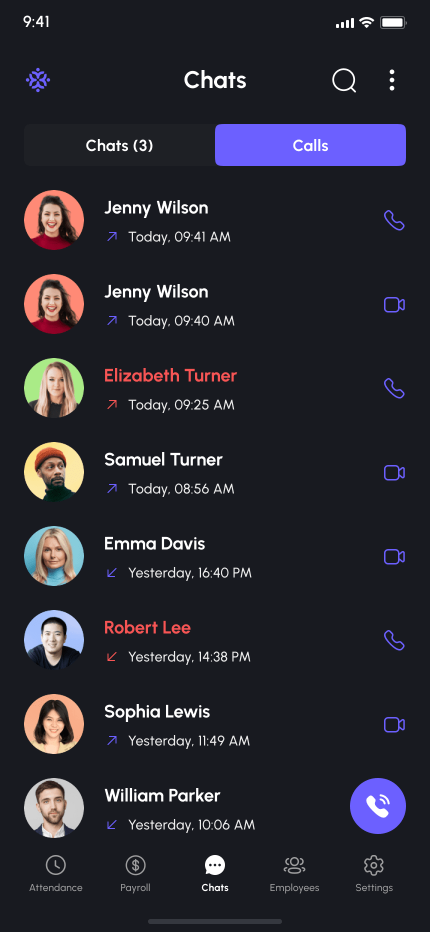 9:41
Chats
Chats (3)
Calls
Jenny Wilson
Today, 09:41 AM
Jenny Wilson
Today, 09:40 AM
Elizabeth Turner
Today, 09:25 AM
Samuel Turner
Today, 08:56 AM
Emma Davis
Yesterday, 16:40 PM
Robert Lee
Yesterday, 14:38 PM
Sophia Lewis
Yesterday, 11:49 AM
William Parker
Yesterday, 10:06 AM
Attendance
Payroll
Chats
Employees
Settings